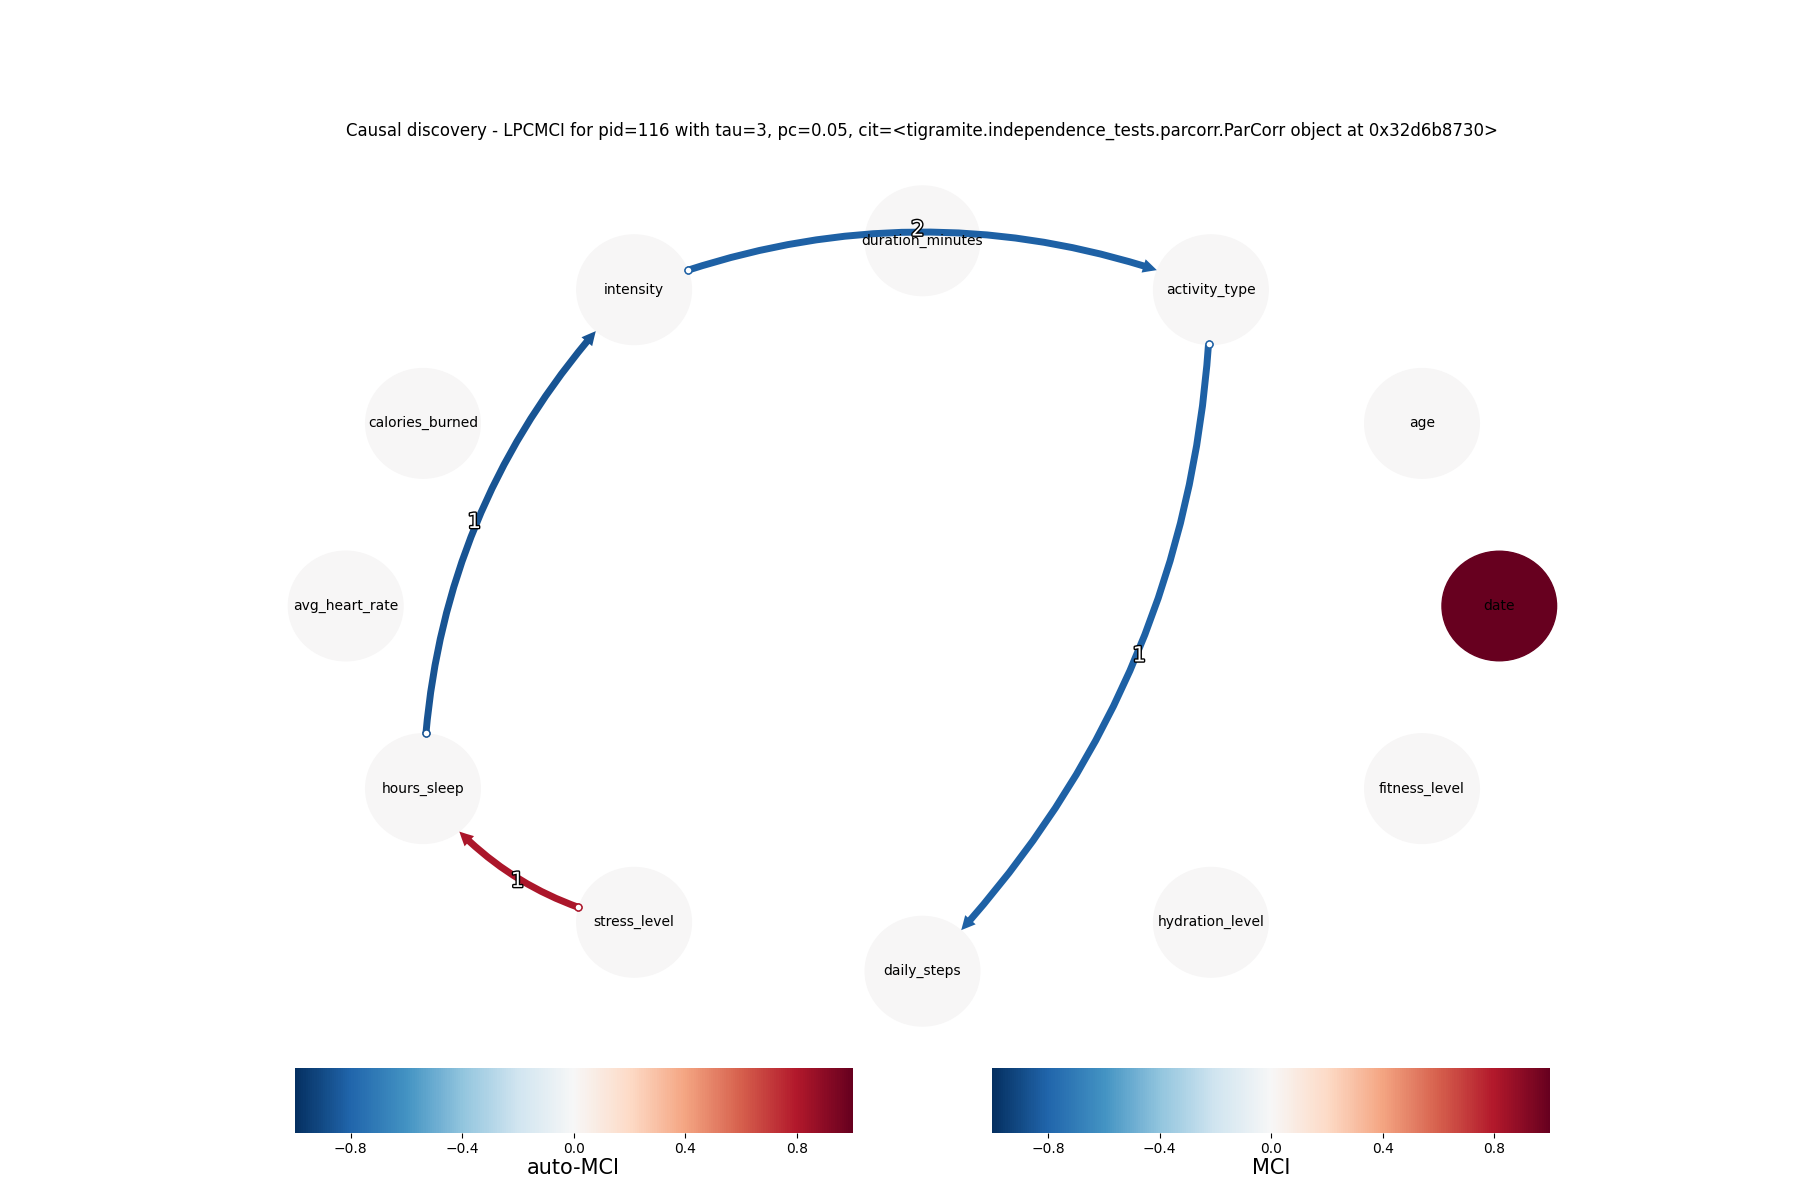 Causal discovery - LPCMCI for pid=116 with tau=3, pc=0.05, cit=<tigramite.independence_tests.parcorr.ParCorr object at 0x32d6b8730>
2
duration_minutes
intensity
activity_type
calories_burned
age
1
avg_heart_rate
date
1
hours_sleep
fitness_level
1
stress_level
hydration_level
daily_steps
−0.8 −0.4 0.0 0.4 0.8
auto-MCI
−0.8 −0.4 0.0 0.4 0.8
MCI